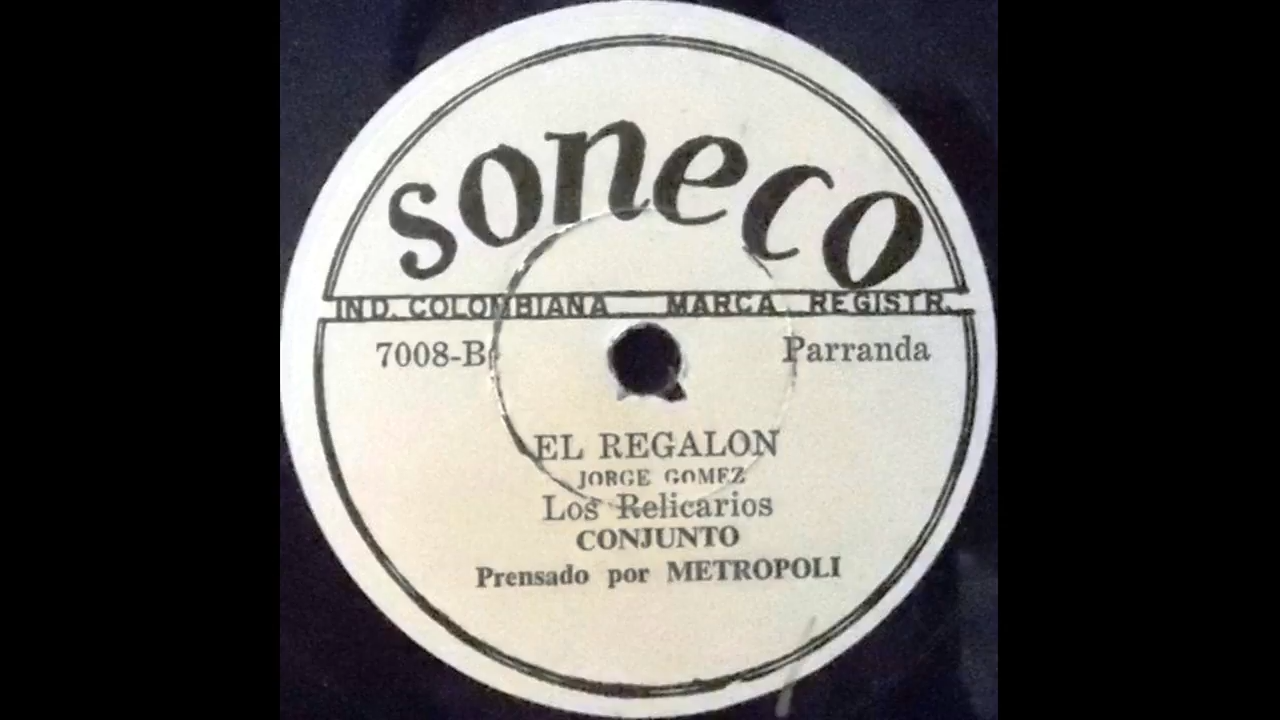 soneco
IND. COLOMBIANA MARCA REGISTR.
7008-B Parranda
EL REGALON
JORGE GOMEZ
Los Relicarios
CONJUNTO
Prensado por METROPOLI